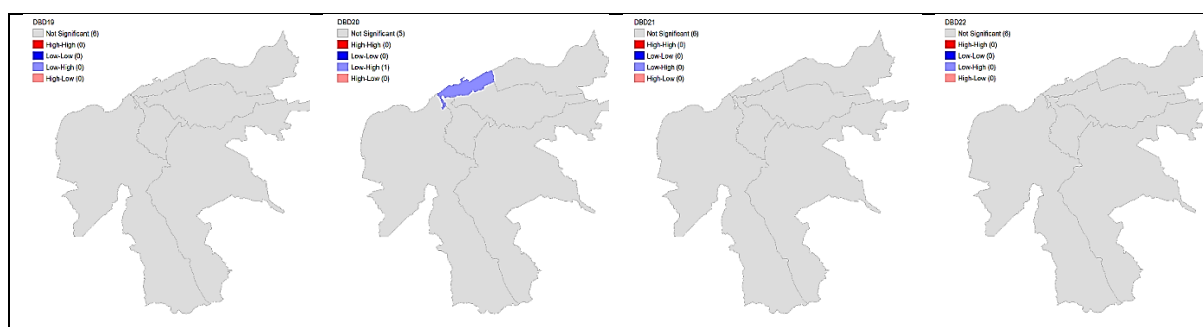 DBD19
Not Significant (6)
High-High (0)
Low-Low (0)
Low-High (0)
High-Low (0)
DBD20
Not Significant (5)
High-High (0)
Low-Low (0)
Low-High (1)
High-Low (0)
DBD21
Not Significant (6)
High-High (0)
Low-Low (0)
Low-High (0)
High-Low (0)
DBD22
Not Significant (6)
High-High (0)
Low-Low (0)
Low-High (0)
High-Low (0)